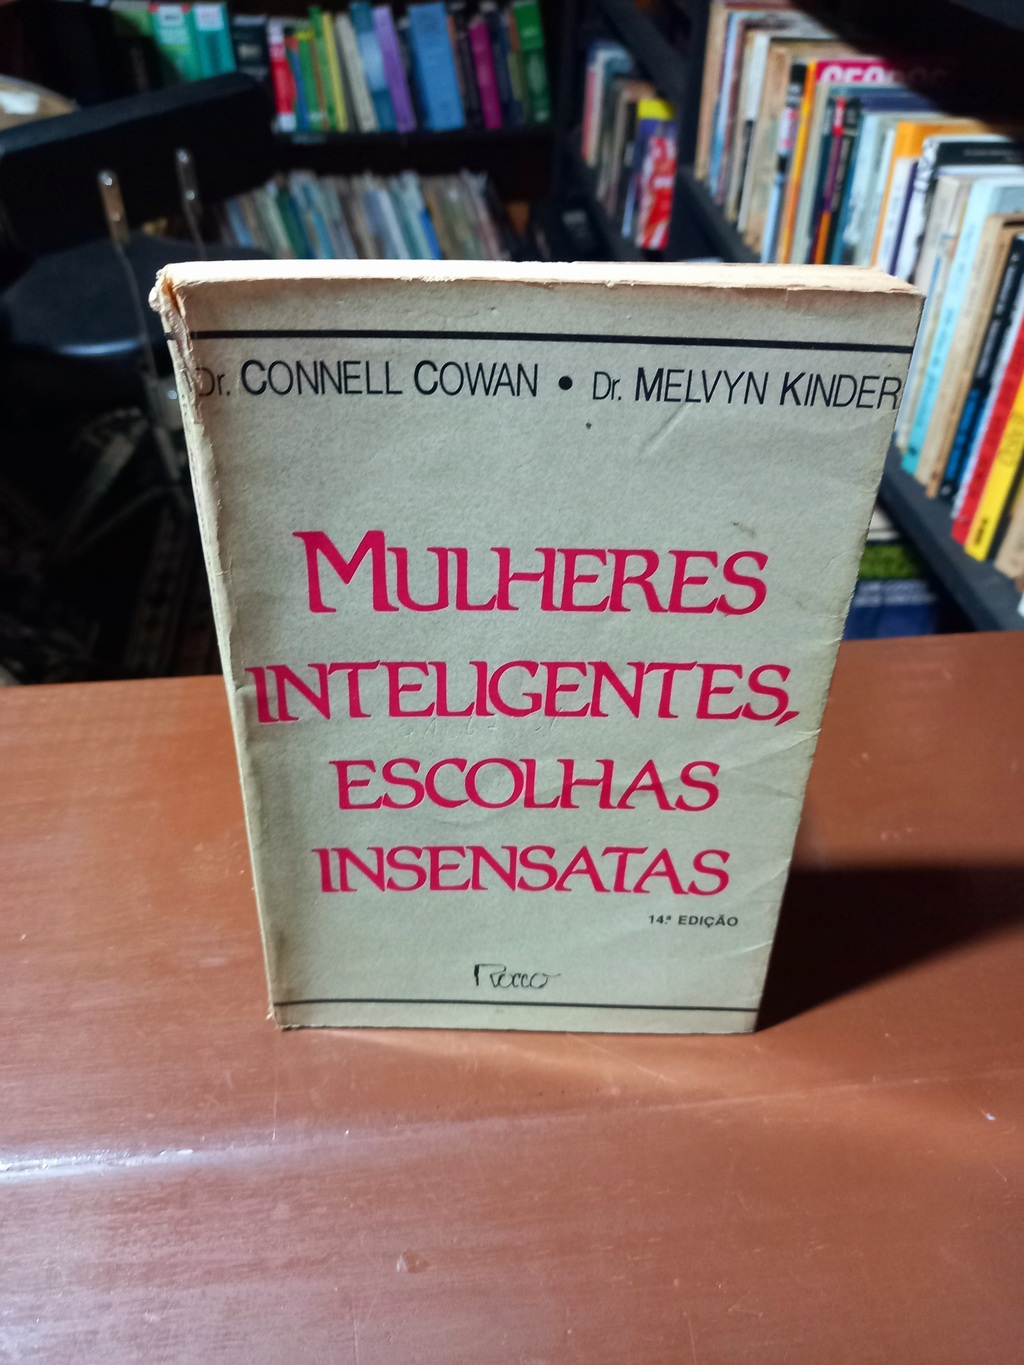 Dr. CONNELL COWAN • Dr. MELVYN KINDER
MULHERES
INTELIGENTES,
ESCOLHAS
INSENSATAS
14.ª EDIÇÃO
Rocco